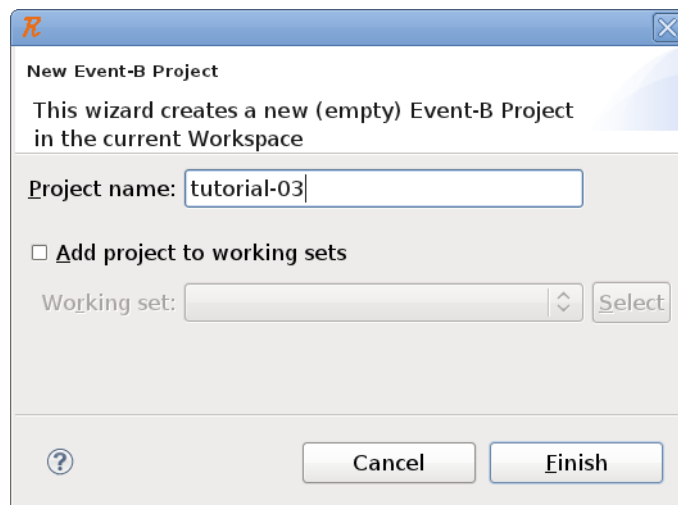 New Event-B Project
This wizard creates a new (empty) Event-B Project
in the current Workspace
Project name: tutorial-03
Add project to working sets
Working set: Select
Cancel Finish